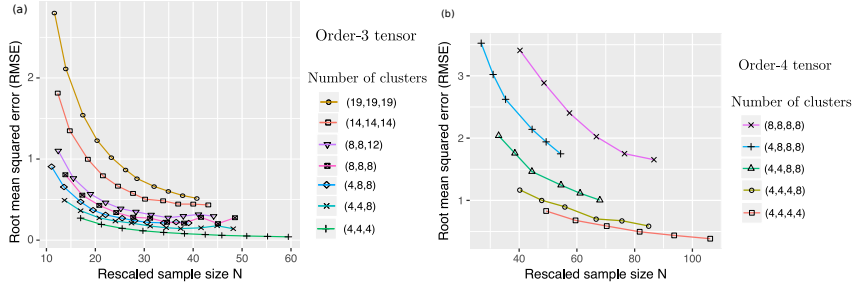 (a)
Order-3 tensor
Number of clusters
(19,19,19)
(14,14,14)
(8,8,12)
(8,8,8)
(4,8,8)
(4,4,8)
(4,4,4)
Root mean squared error (RMSE)
0
1
2
10 20 30 40 50 60
Rescaled sample size N
(b)
Order-4 tensor
Number of clusters
(8,8,8,8)
(4,8,8,8)
(4,4,8,8)
(4,4,4,8)
(4,4,4,4)
Root mean squared error (RMSE)
1
2
3
40 60 80 100
Rescaled sample size N